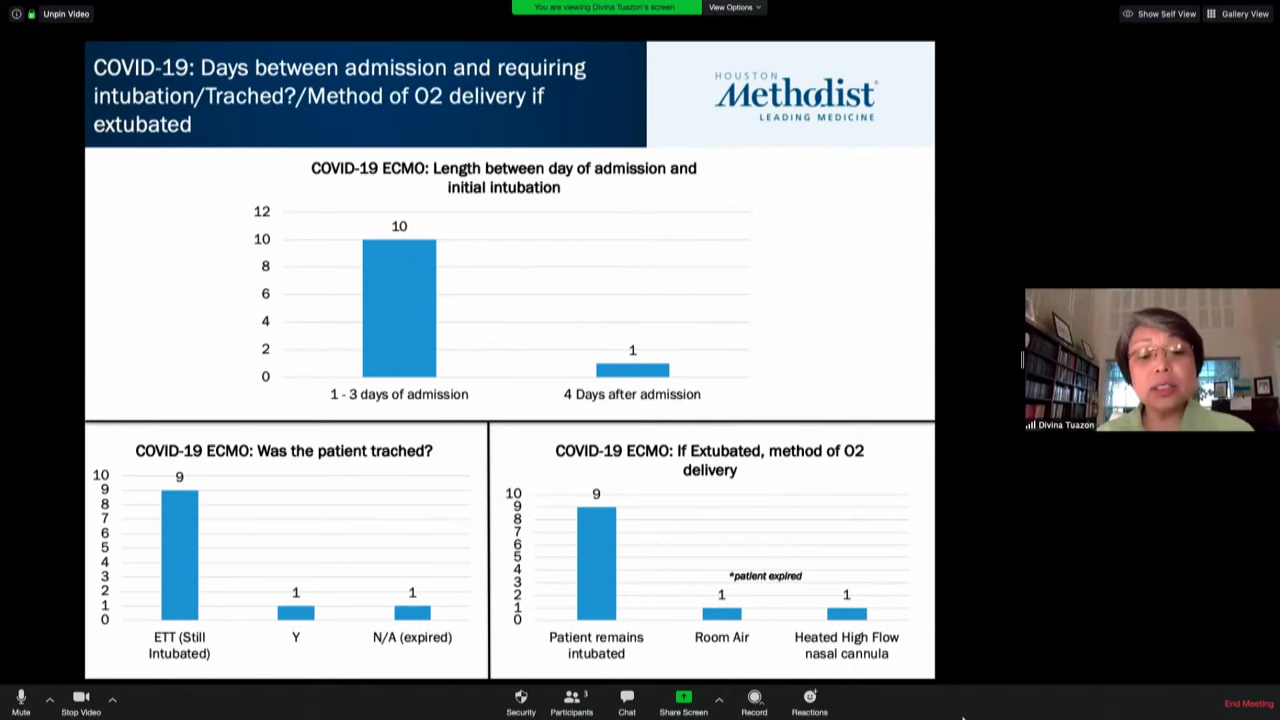 Unpin Video
You are viewing Divina Tuazon's screen
View Options
Show Self View
Gallery View
COVID-19: Days between admission and requiring
intubation/Trached?/Method of O2 delivery if
extubated
HOUSTON
Methodist
LEADING MEDICINE
COVID-19 ECMO: Length between day of admission and
initial intubation
12
10
8
6
4
2
0
10
1
1 - 3 days of admission
4 Days after admission
COVID-19 ECMO: Was the patient trached?
10
9
8
7
6
5
4
3
2
1
0
9
1
1
ETT (Still
Intubated)
Y
N/A (expired)
COVID-19 ECMO: If Extubated, method of O2
delivery
10
9
8
7
6
5
4
3
2
1
0
9
*patient expired
1
1
Patient remains
intubated
Room Air
Heated High Flow
nasal cannula
Divina Tuazon
Mute
Stop Video
Security
3
Participants
Chat
Share Screen
Record
Reactions
End Meeting